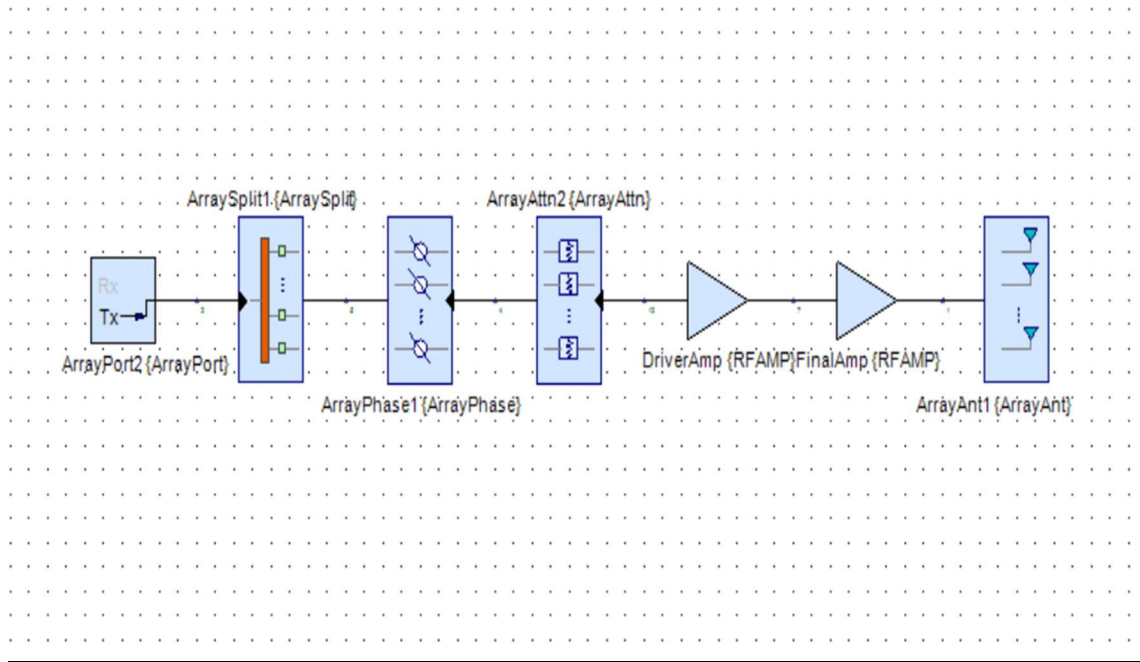 ArraySplit1 {ArraySplit}
ArrayAttn2 {ArrayAttn}
Rx
Tx
ArrayPort2 {ArrayPort}
DriverAmp {RFAMP}
FinalAmp {RFAMP}
ArrayPhase1 {ArrayPhase}
ArrayAnt1 {ArrayAnt}